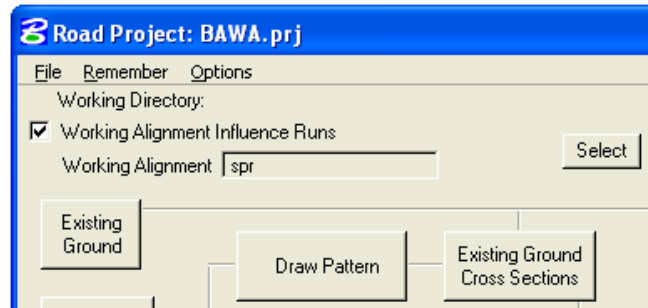 Road Project: BAWA.prj
File Remember Options
Working Directory:
Working Alignment Influence Runs
Working Alignment spr
Select
Existing
Ground
Draw Pattern
Existing Ground
Cross Sections